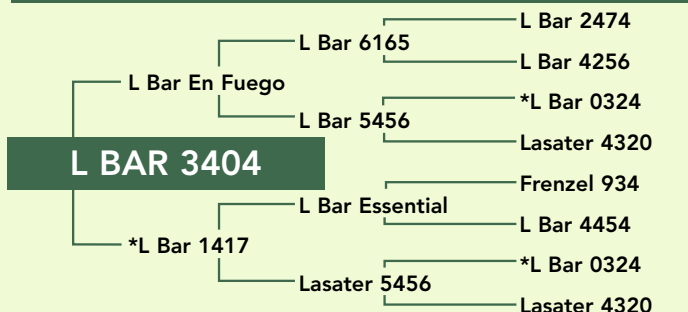 L Bar 2474
L Bar 6165
L Bar 4256
L Bar En Fuego
*L Bar 0324
L Bar 5456
Lasater 4320
L BAR 3404
Frenzel 934
L Bar Essential
L Bar 4454
*L Bar 1417
*L Bar 0324
Lasater 5456
Lasater 4320